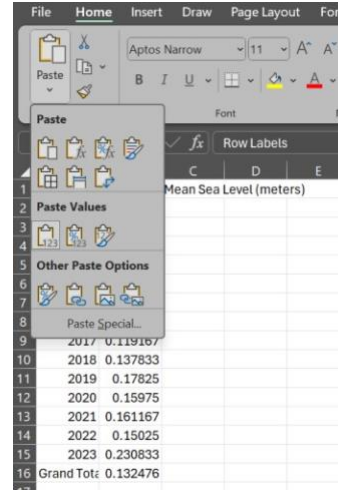 File Home Insert Draw Page Layout
Paste
Aptos Narrow 11 A A
B I U A
Font
Paste
fx Row Labels
C D E
1 Mean Sea Level (meters)
2 Paste Values
3
4
5 Other Paste Options
6
7
8 Paste Special...
9 2017 0.119167
10 2018 0.137833
11 2019 0.17825
12 2020 0.15975
13 2021 0.161167
14 2022 0.15025
15 2023 0.230833
16 Grand Tota 0.132476